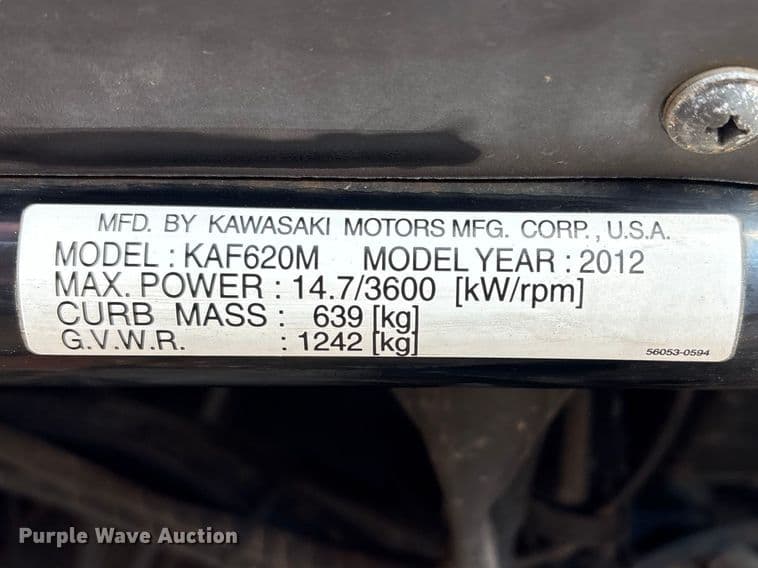 MFD. BY KAWASAKI MOTORS MFG. CORP., U.S.A.
MODEL : KAF620M MODEL YEAR : 2012
MAX. POWER : 14.7/3600 [kW/rpm]
CURB MASS : 639 [kg]
G.V.W.R. : 1242 [kg]
56053-0594
Purple Wave Auction